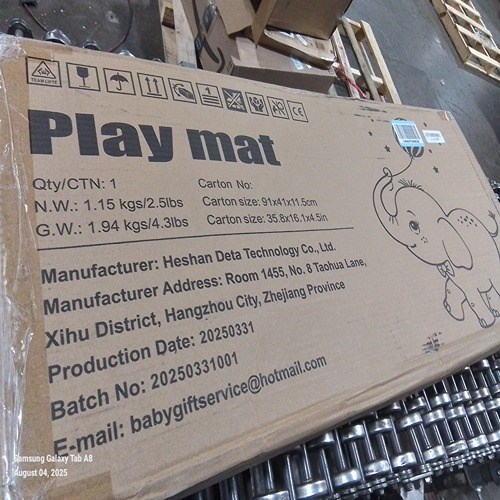 TEAM LIFT
Play mat
Qty/CTN: 1
Carton No:
N.W.: 1.15 kgs/2.5lbs
Carton size: 91x41x11.5cm
G.W.: 1.94 kgs/4.3lbs
Carton size: 35.8x16.1x4.5in
Manufacturer: Heshan Deta Technology Co., Ltd.
Manufacturer Address: Room 1455, No. 8 Taohua Lane,
Xihu District, Hangzhou City, Zhejiang Province
Production Date: 20250331
Batch No: 20250331001
E-mail: babygiftservice@hotmail.com
Samsung Galaxy Tab A8
August 04, 2025